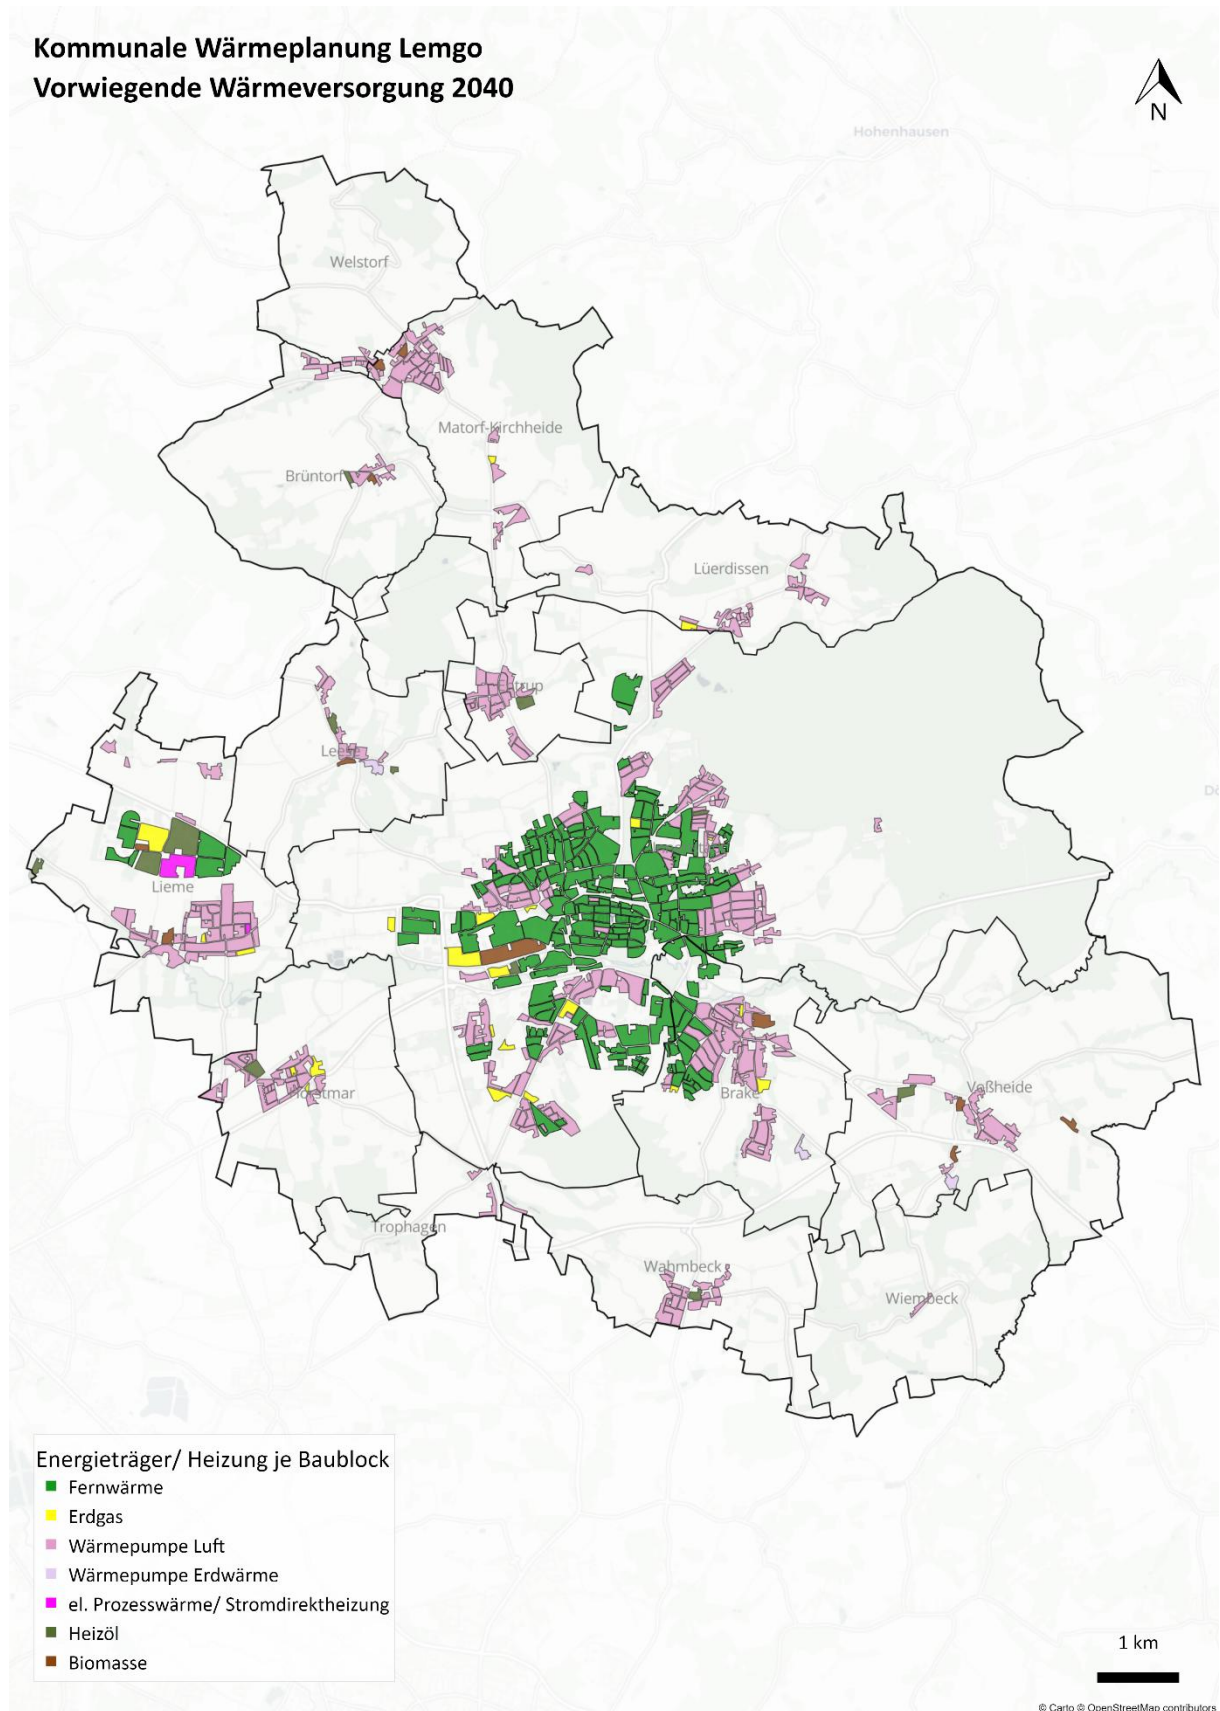 Kommunale Wärmeplanung Lemgo
Vorwiegende Wärmeversorgung 2040
N
Hohenhausen
Welstorf
Matorf-Kirchheide
Brüntorf
Lüerdissen
Lieme
Voßheide
Brake
Trophagen
Wahmbeck
Wiembeck
Energieträger/ Heizung je Baublock
Fernwärme
Erdgas
Wärmepumpe Luft
Wärmepumpe Erdwärme
el. Prozesswärme/ Stromdirektheizung
Heizöl
Biomasse
1 km
© Carto © OpenStreetMap contributors